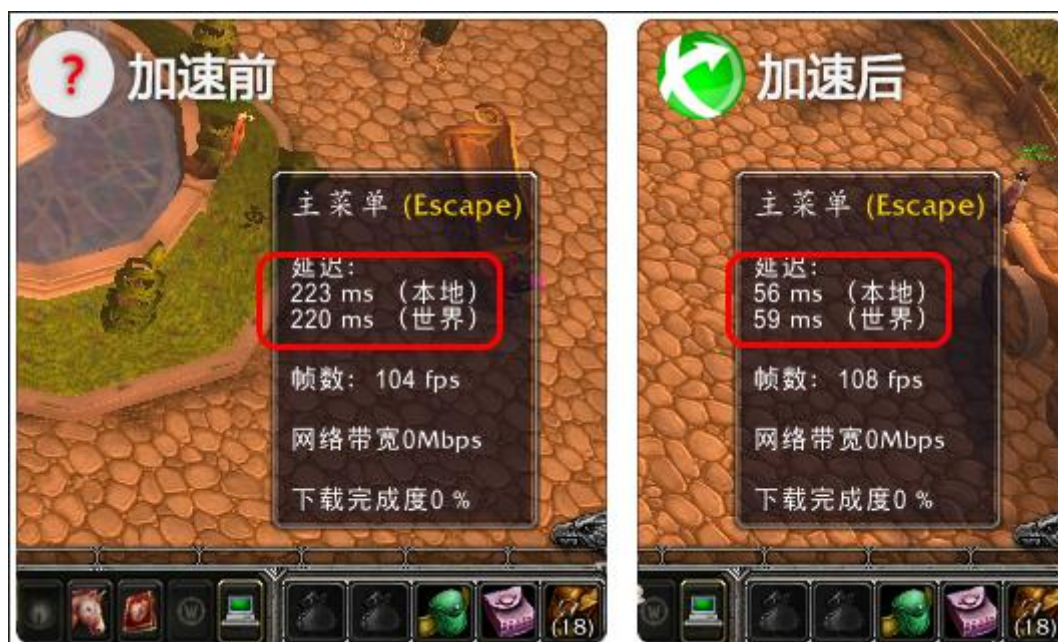 ?
加速前
主菜单 (Escape)
延迟:
223 ms (本地)
220 ms (世界)
帧数: 104 fps
网络带宽0Mbps
下载完成度0 %
(18)
加速后
主菜单 (Escape)
延迟:
56 ms (本地)
59 ms (世界)
帧数: 108 fps
网络带宽0Mbps
下载完成度0 %
(18)